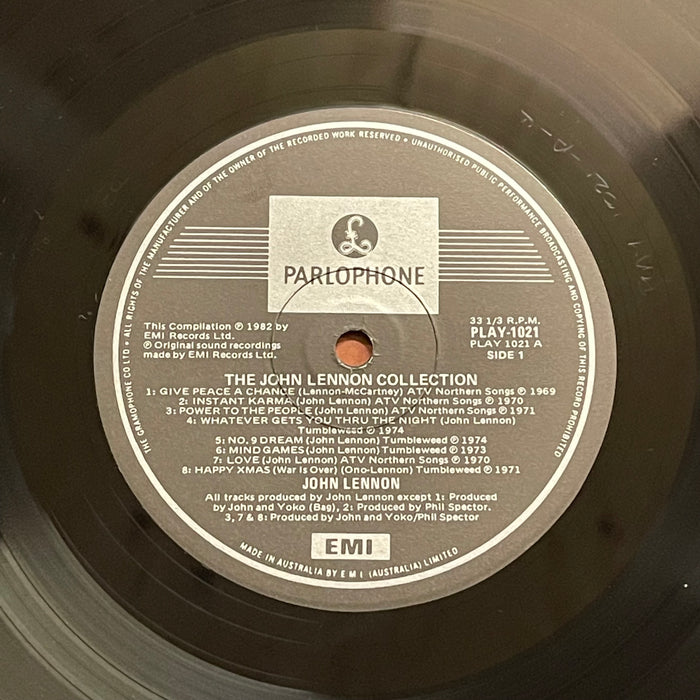 THE GRAMOPHONE CO LTD • ALL RIGHTS OF THE MANUFACTURER AND OF THE OWNER OF THE RECORDED WORK RESERVED • UNAUTHORISED PUBLIC PERFORMANCE BROADCASTING AND COPYING OF THIS RECORD PROHIBITED
£
PARLOPHONE
This Compilation ℗ 1982 by
EMI Records Ltd.
℗ Original sound recordings
made by EMI Records Ltd.
33 1/3 R.P.M.
PLAY-1021
PLAY 1021 A
SIDE 1
THE JOHN LENNON COLLECTION
1: GIVE PEACE A CHANCE (Lennon-McCartney) ATV Northern Songs ℗ 1969
2: INSTANT KARMA (John Lennon) ATV Northern Songs ℗ 1970
3: POWER TO THE PEOPLE (John Lennon) ATV Northern Songs ℗ 1971
4: WHATEVER GETS YOU THRU THE NIGHT (John Lennon)
Tumbleweed ℗ 1974
5: NO. 9 DREAM (John Lennon) Tumbleweed ℗ 1974
6: MIND GAMES (John Lennon) Tumbleweed ℗ 1973
7: LOVE (John Lennon) ATV Northern Songs ℗ 1970
8: HAPPY XMAS (War is Over) (Ono-Lennon) Tumbleweed ℗ 1971
JOHN LENNON
All tracks produced by John Lennon except 1: Produced
by John and Yoko (Bag), 2: Produced by Phil Spector.
3, 7 & 8: Produced by John and Yoko/Phil Spector
EMI
MADE IN AUSTRALIA BY E M I (AUSTRALIA) LIMITED